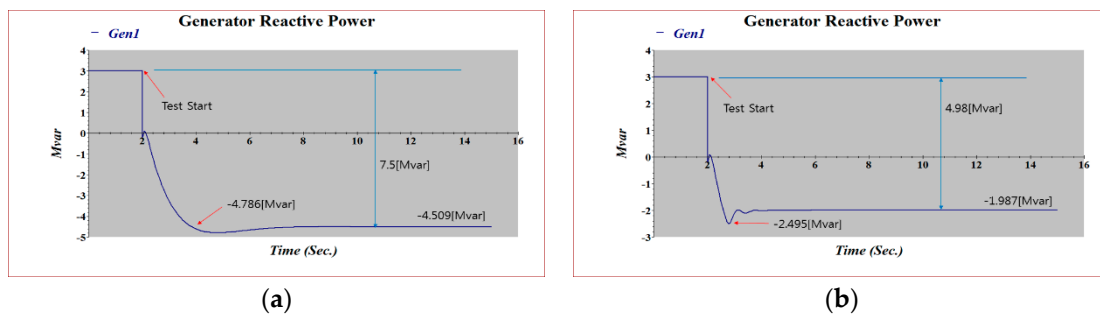 Generator Reactive Power
Gen1
4
3
2
1
0
-1
-2
-3
-4
-5
Mvar
2
4
6
8
10
12
14
16
Test Start
7.5[Mvar]
-4.786[Mvar]
-4.509[Mvar]
Time (Sec.)
(a)
Generator Reactive Power
Gen1
4
3
2
1
0
-1
-2
-3
Mvar
2
4
6
8
10
12
14
16
Test Start
4.98[Mvar]
-1.987[Mvar]
-2.495[Mvar]
Time (Sec.)
(b)